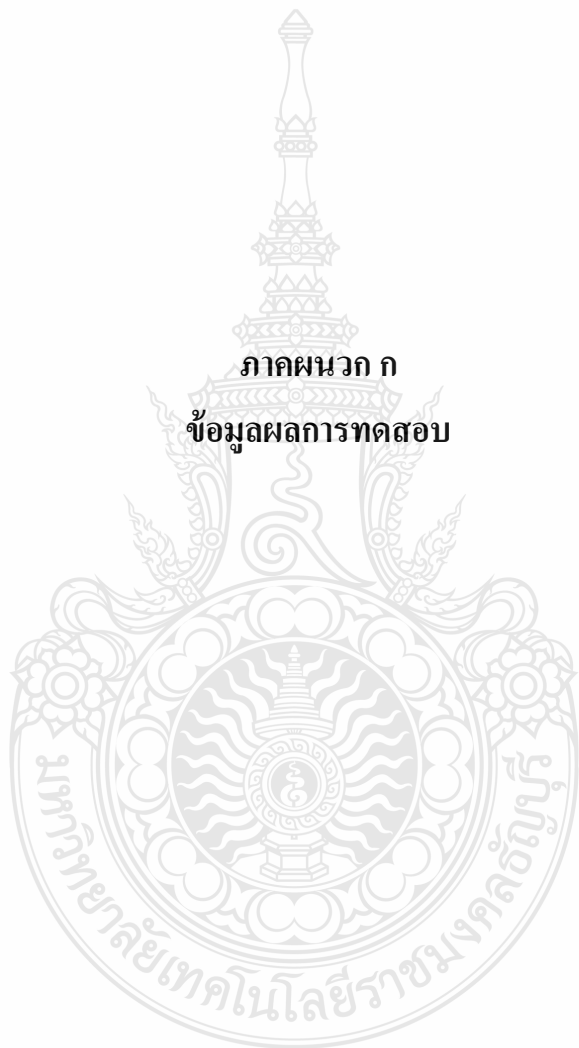 ภาคผนวก ก
ข้อมูลผลการทดสอบ
มหาวิทยาลัยเทคโนโลยีราชมงคลธัญบุรี